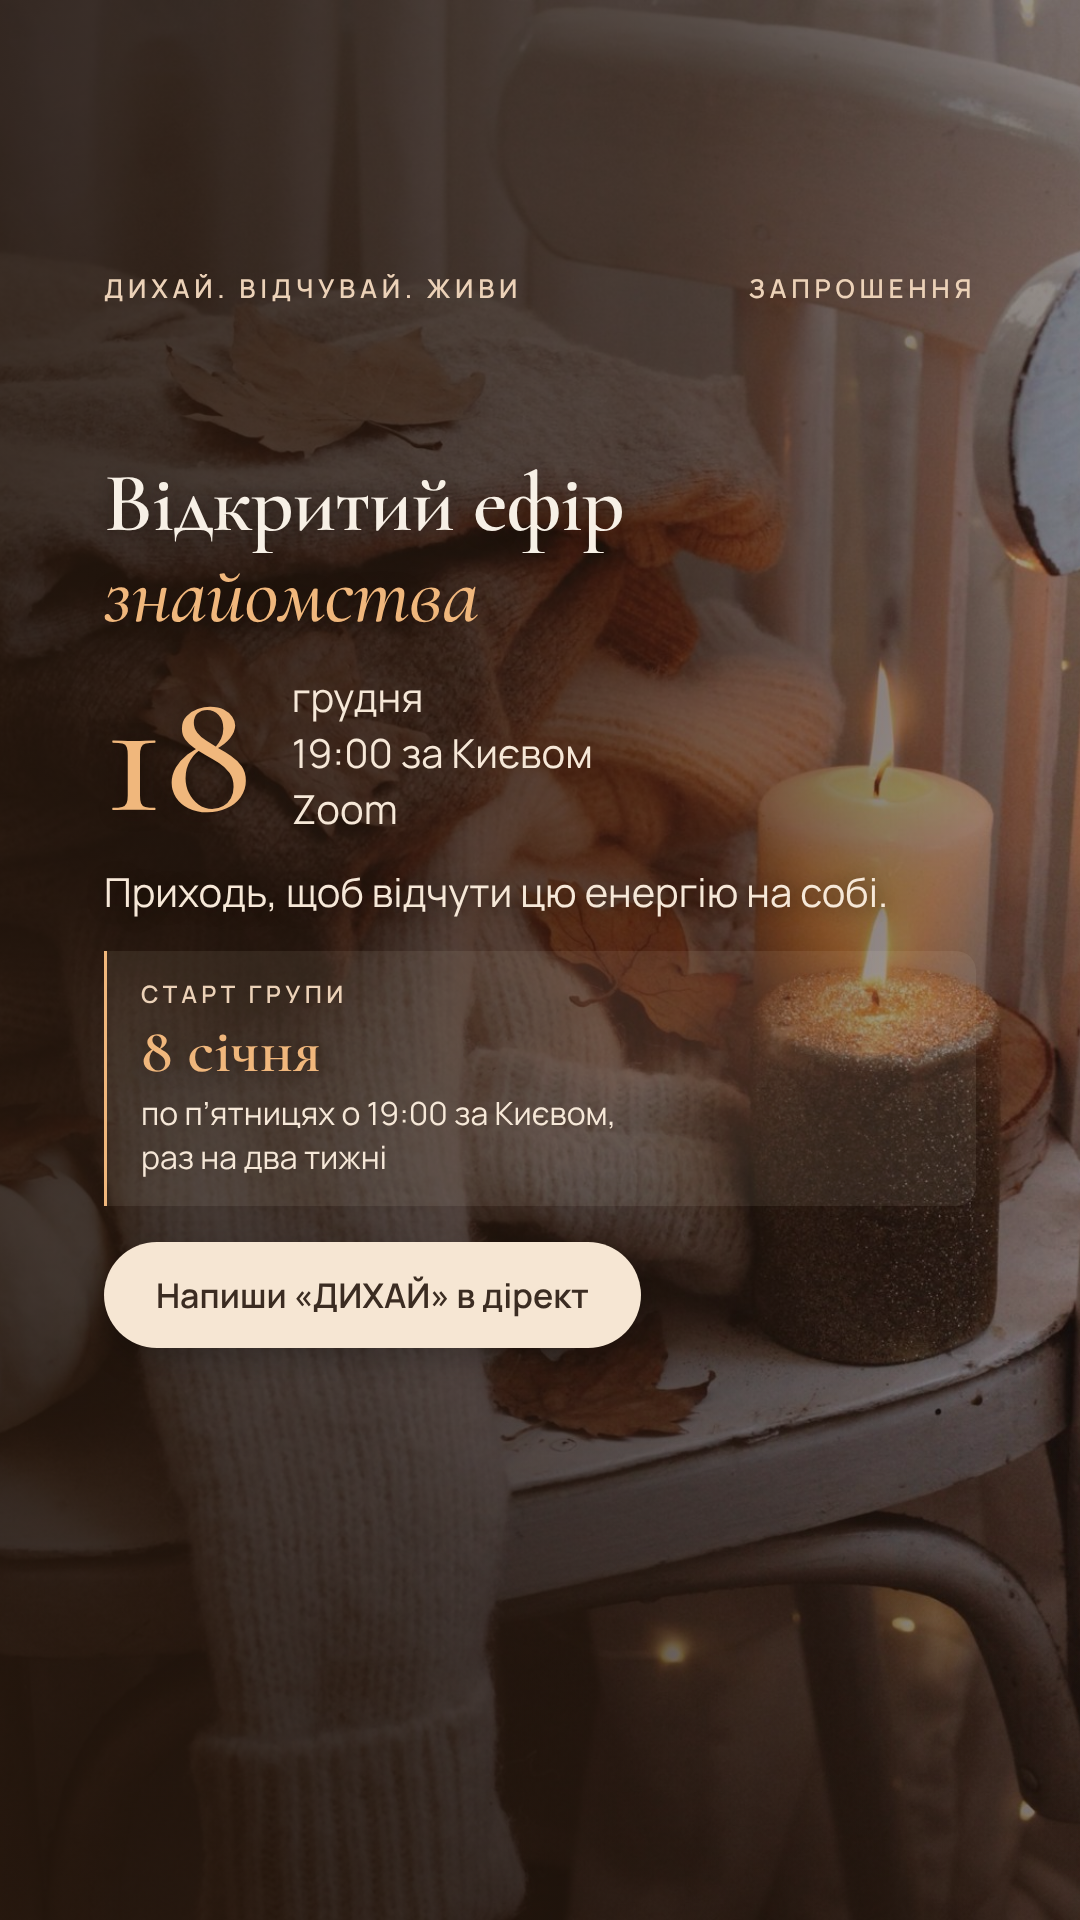 ДИХАЙ. ВІДЧУВАЙ. ЖИВИ
ЗАПРОШЕННЯ
Відкритий ефір
знайомства
18
грудня
19:00 за Києвом
Zoom
Приходь, щоб відчути цю енергію на собі.
СТАРТ ГРУПИ
8 січня
по п’ятницях о 19:00 за Києвом,
раз на два тижні
Напиши «ДИХАЙ» в дірект